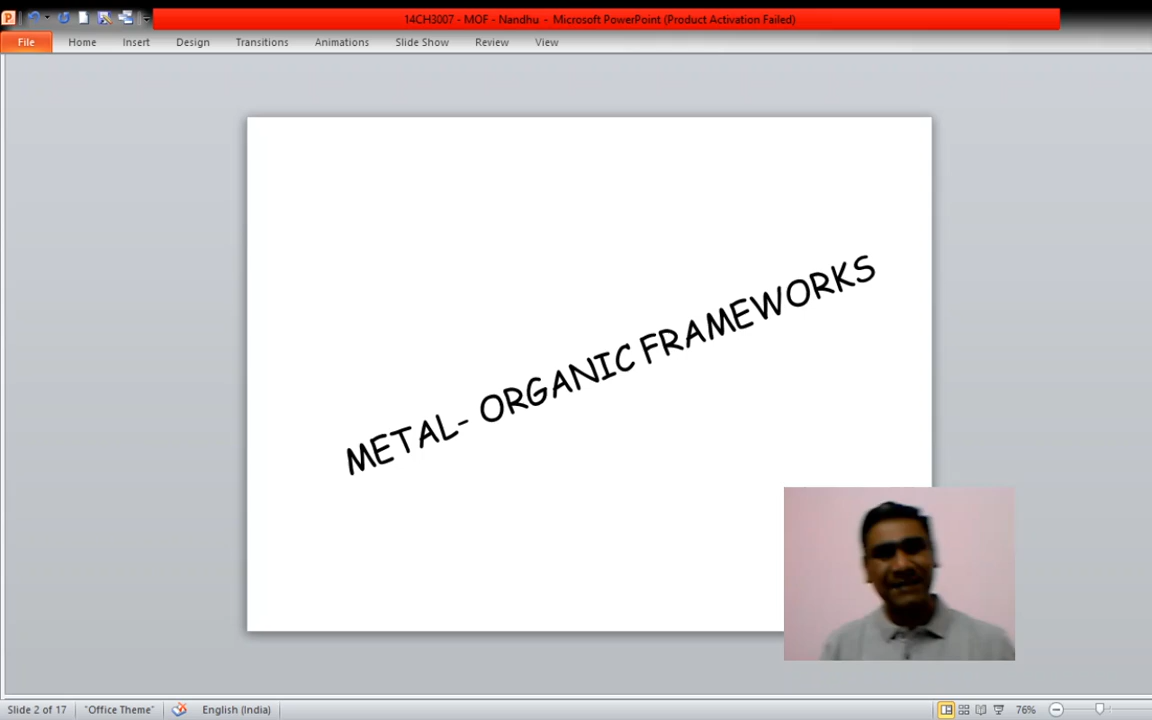 14CH3007 - MOF - Nandhu - Microsoft PowerPoint (Product Activation Failed)
File Home Insert Design Transitions Animations Slide Show Review View
METAL- ORGANIC FRAMEWORKS
Slide 2 of 17 "Office Theme" English (India) 76%